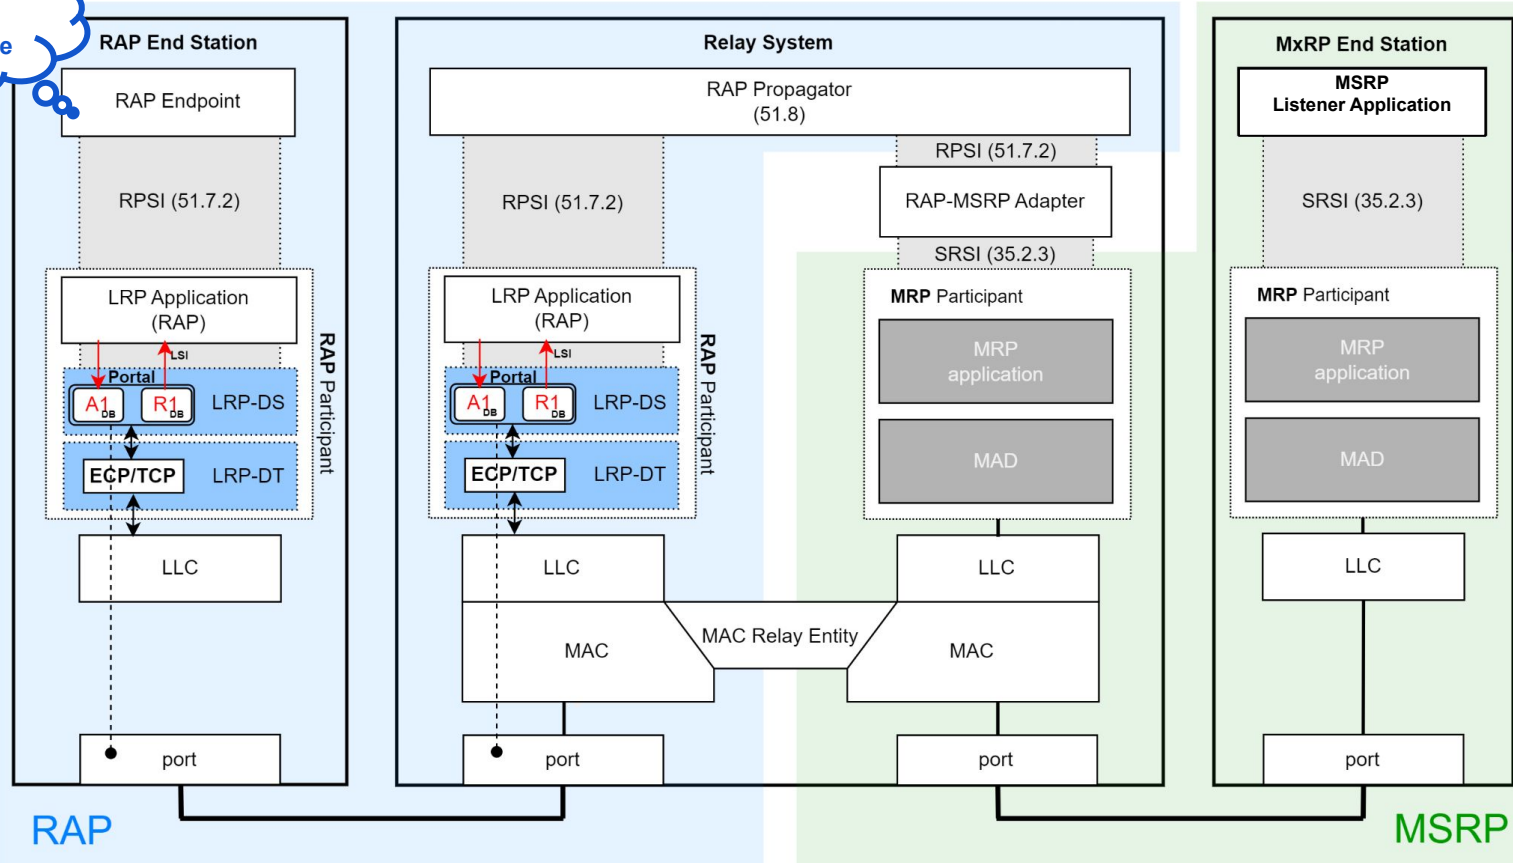 e
RAP End Station
RAP Endpoint
RPSI (51.7.2)
LRP Application
(RAP)
LSI
Portal
A1
DB
R1
DB
LRP-DS
ECP/TCP
LRP-DT
RAP Participant
LLC
port
RAP
Relay System
RAP Propagator
(51.8)
RPSI (51.7.2)
LRP Application
(RAP)
LSI
Portal
A1
DB
R1
DB
LRP-DS
ECP/TCP
LRP-DT
RAP Participant
LLC
MAC
port
MAC Relay Entity
RPSI (51.7.2)
RAP-MSRP Adapter
SRSI (35.2.3)
MRP Participant
MRP
application
MAD
LLC
MAC
port
MxRP End Station
MSRP
Listener Application
SRSI (35.2.3)
MRP Participant
MRP
application
MAD
LLC
port
MSRP